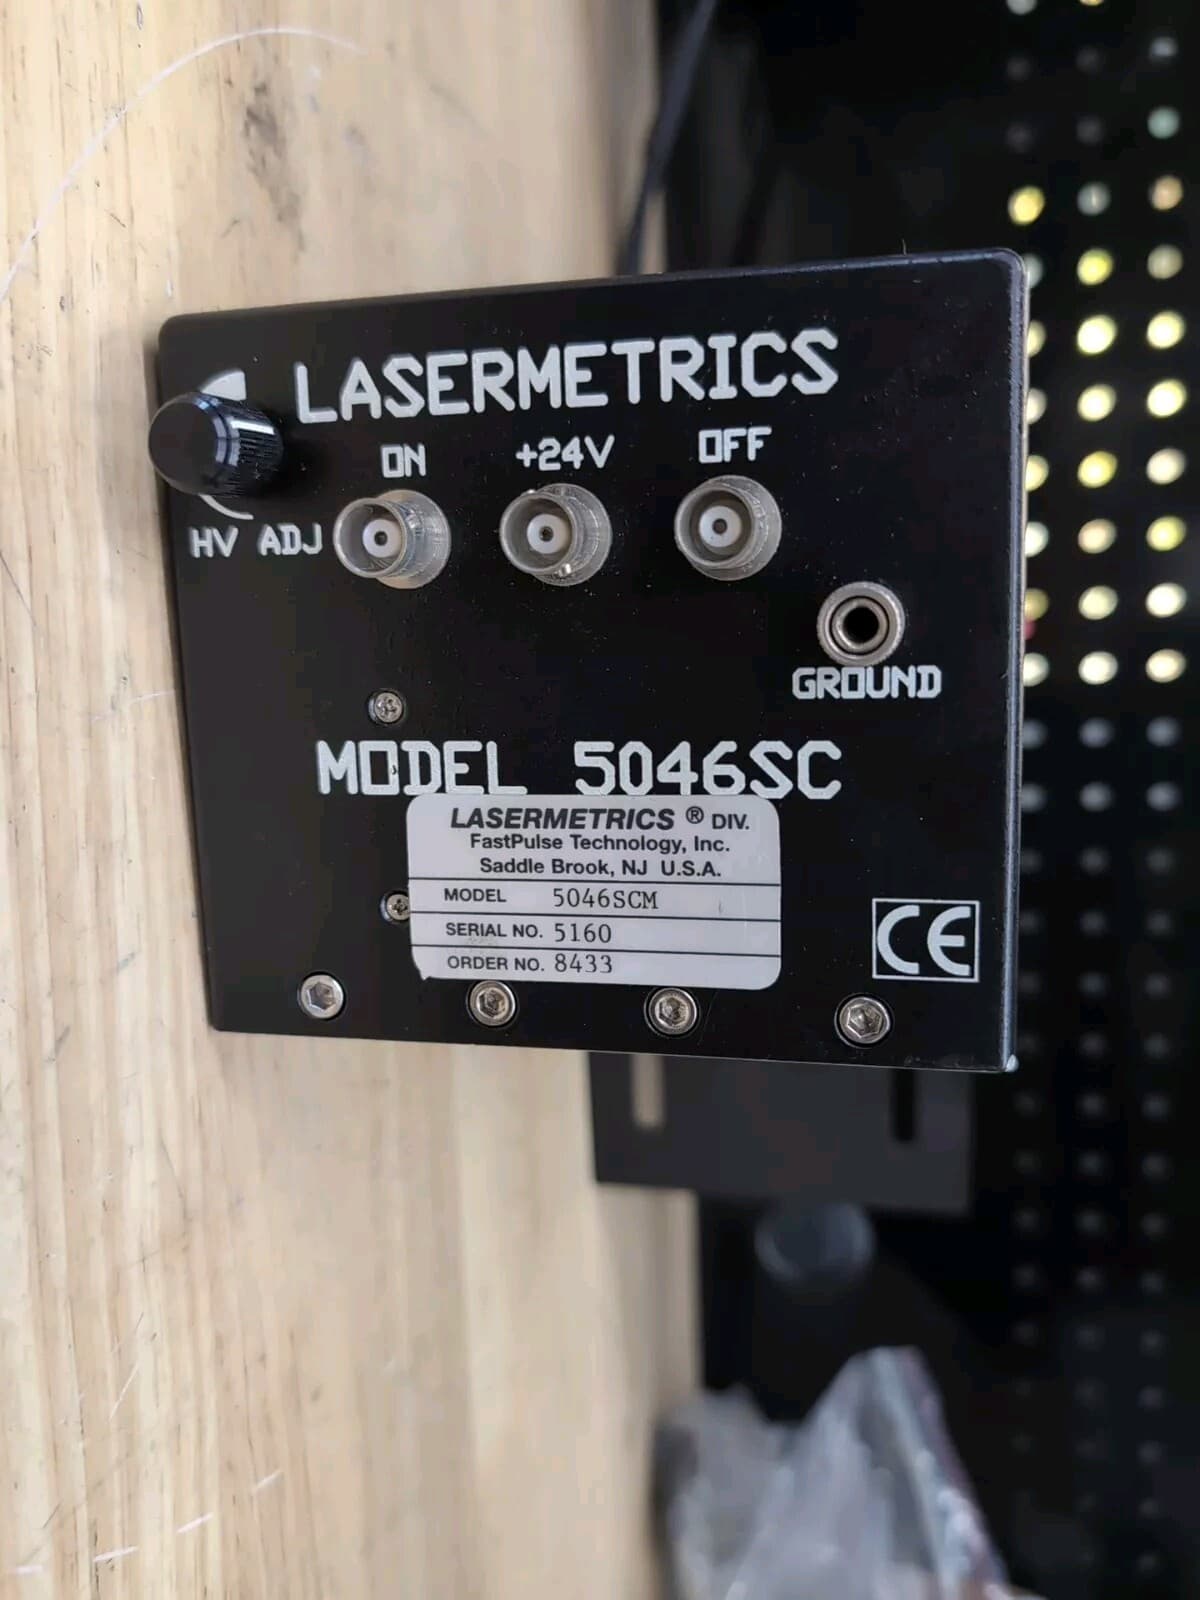 LASERMETRICS
ON +24V OFF
HV ADJ
GROUND
MODEL 5046SC
LASERMETRICS ® DIV.
FastPulse Technology, Inc.
Saddle Brook, NJ U.S.A.
MODEL 5046SCM
SERIAL NO. 5160
ORDER NO. 8433
CE